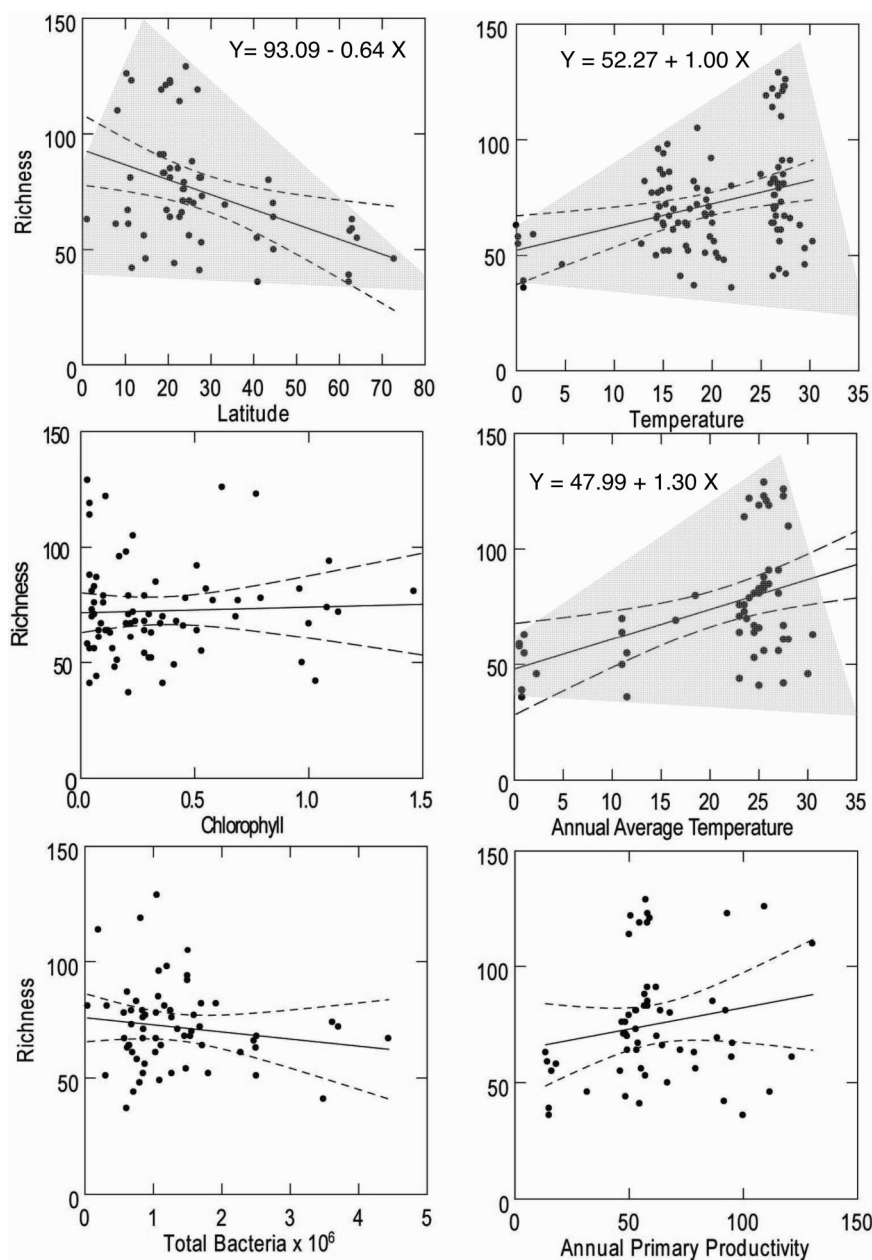 150
Y= 93.09 - 0.64 X
100
50
0
Richness
0 10 20 30 40 50 60 70 80
Latitude
150
Y = 52.27 + 1.00 X
100
50
0
0 5 10 15 20 25 30 35
Temperature
150
100
50
0
Richness
0.0 0.5 1.0 1.5
Chlorophyll
150
Y = 47.99 + 1.30 X
100
50
0
0 5 10 15 20 25 30 35
Annual Average Temperature
150
100
50
0
Richness
0 1 2 3 4 5
Total Bacteria x 10⁶
150
100
50
0
0 50 100 150
Annual Primary Productivity